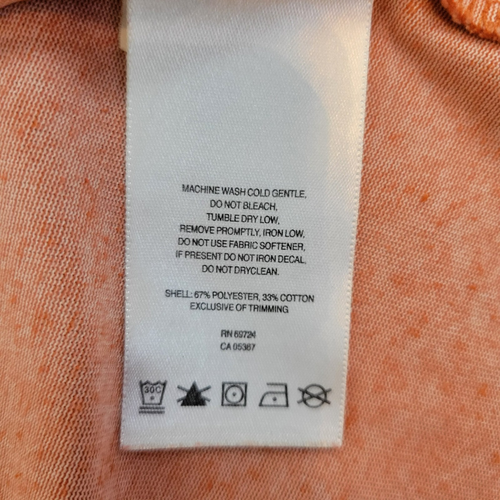 MACHINE WASH COLD GENTLE,
DO NOT BLEACH,
TUMBLE DRY LOW,
REMOVE PROMPTLY, IRON LOW,
DO NOT USE FABRIC SOFTENER,
IF PRESENT DO NOT IRON DECAL,
DO NOT DRYCLEAN.
SHELL: 67% POLYESTER, 33% COTTON
EXCLUSIVE OF TRIMMING
RN 69724
CA 05367
30C